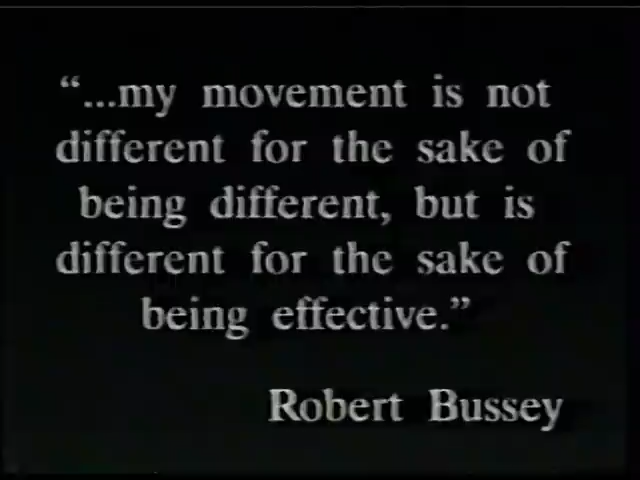 “...my movement is not
different for the sake of
being different, but is
different for the sake of
being effective.”
Robert Bussey